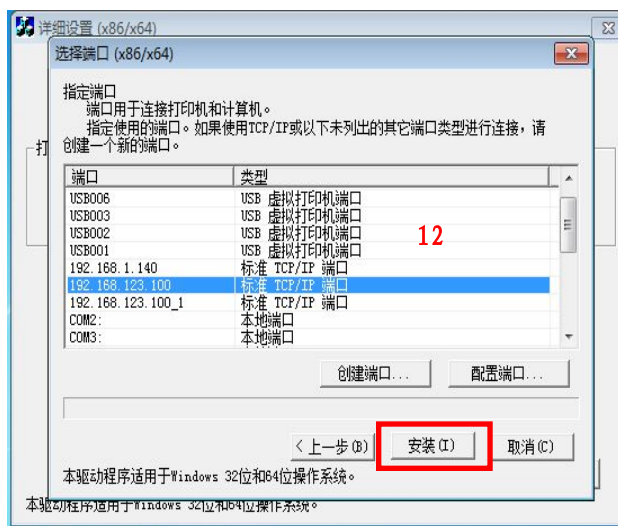 详细设置 (x86/x64)
选择端口 (x86/x64)
指定端口
端口用于连接打印机和计算机。
指定使用的端口。如果使用TCP/IP或以下未列出的其它端口类型进行连接，请
创建一个新的端口。
打
端口 类型
USB006 USB 虚拟打印机端口
USB003 USB 虚拟打印机端口
USB002 USB 虚拟打印机端口
12
USB001 USB 虚拟打印机端口
192.168.1.140 标准 TCP/IP 端口
192.168.123.100 标准 TCP/IP 端口
192.168.123.100_1 标准 TCP/IP 端口
COM2: 本地端口
COM3: 本地端口
创建端口... 配置端口...
< 上一步(B) 安装(I) 取消(C)
本驱动程序适用于Windows 32位和64位操作系统。
本驱动程序适用于Windows 32位和64位操作系统。